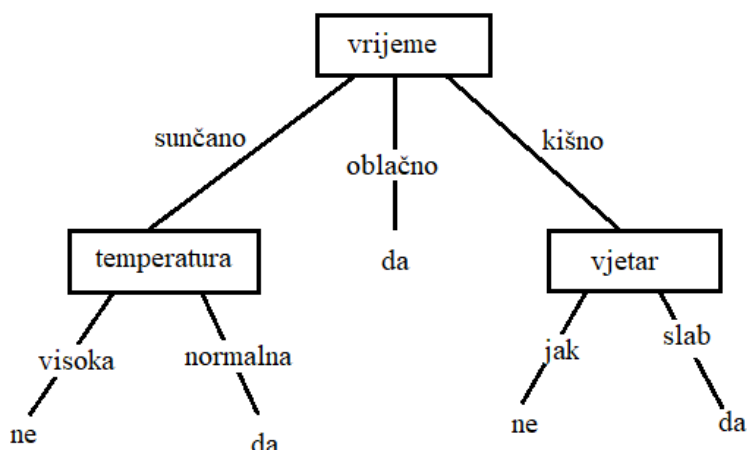 vrijeme
sunčano
oblačno
kišno
temperatura
da
vjetar
visoka
normalna
jak
slab
ne
da
ne
da